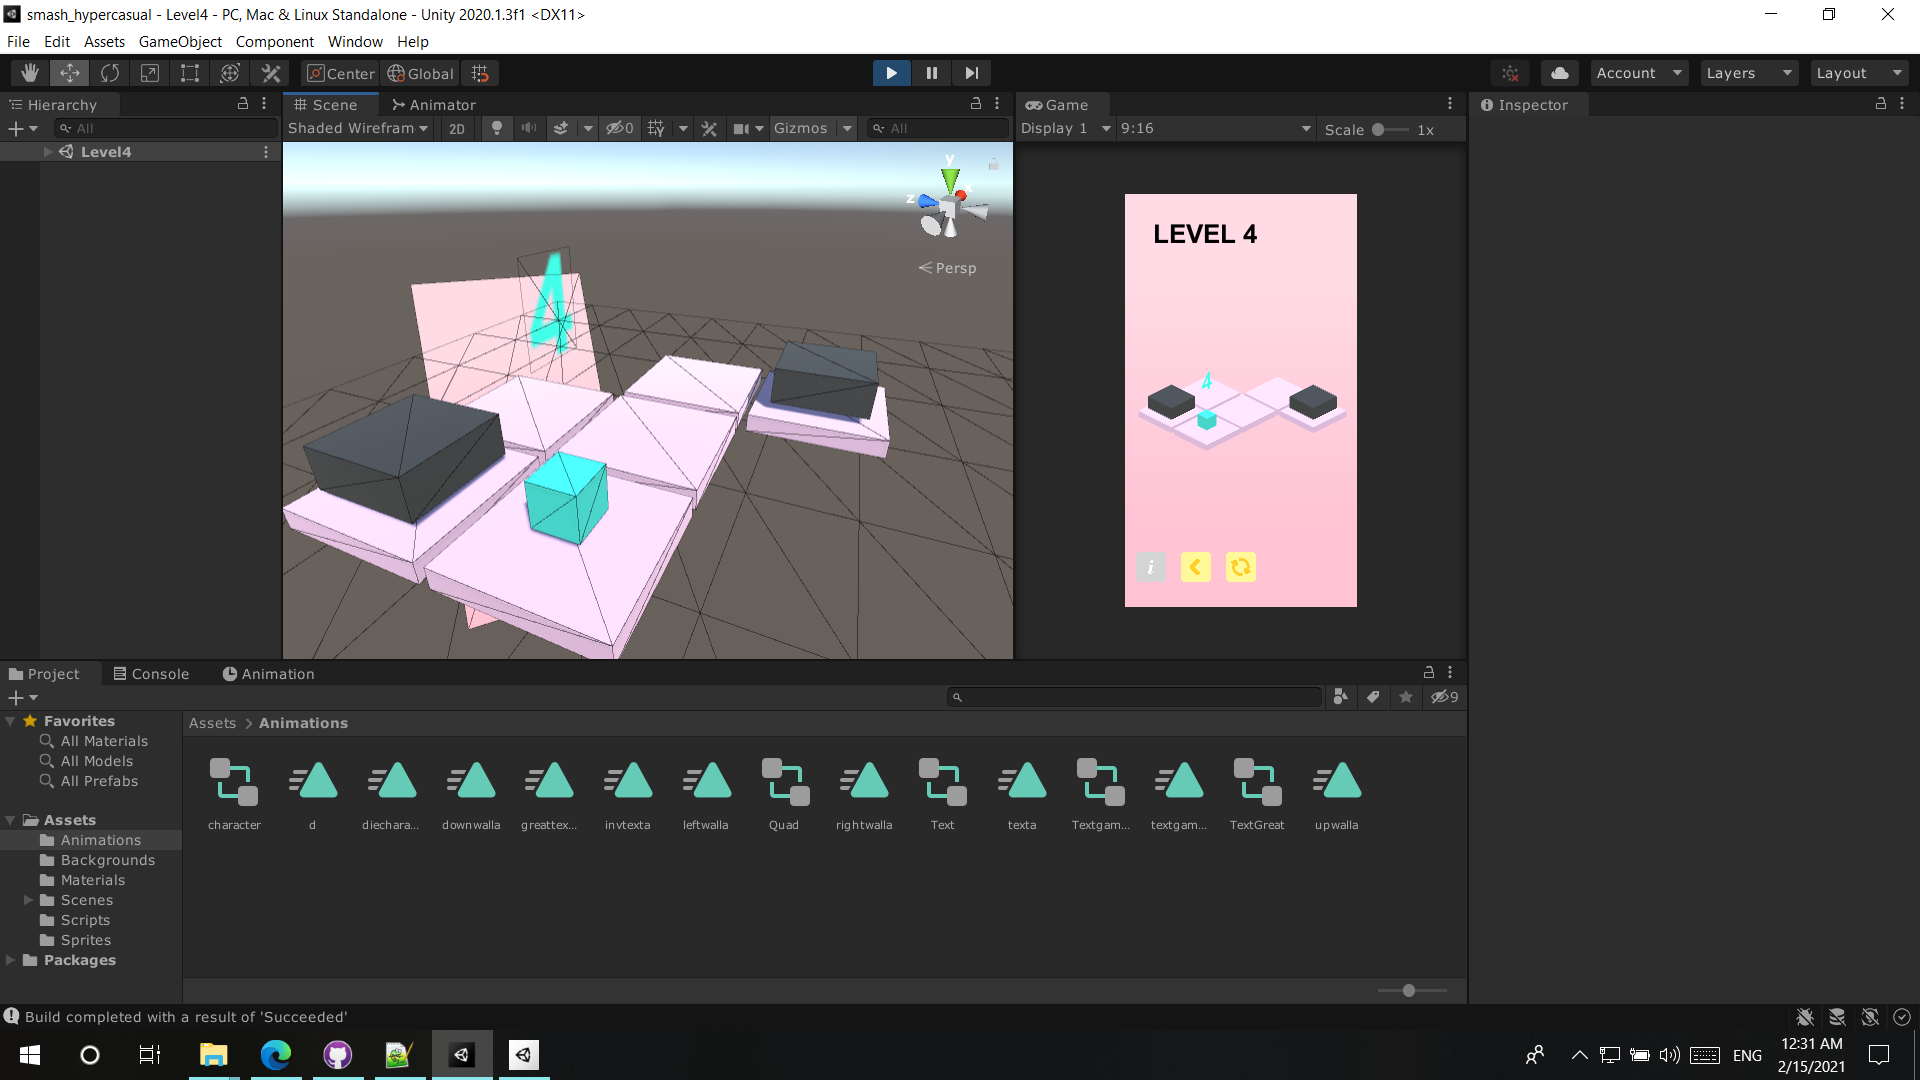 smash_hypercasual - Level4 - PC, Mac & Linux Standalone - Unity 2020.1.3f1 <DX11>
File Edit Assets GameObject Component Window Help
Center Global Account Layers Layout
Hierarchy
All
Level4
Scene Animator
Shaded Wirefram 2D 0 Gizmos All
y
x
z
Persp
4
Game
Display 1 9:16 Scale 1x
LEVEL 4
4
i
Inspector
Project Console Animation
9
Favorites
All Materials
All Models
All Prefabs
Assets
Animations
Backgrounds
Materials
Scenes
Scripts
Sprites
Packages
Assets > Animations
character d diechara... downwalla greattex... invtexta leftwalla Quad rightwalla Text texta Textgam... textgam... TextGreat upwalla
Build completed with a result of 'Succeeded'
ENG
12:31 AM
2/15/2021